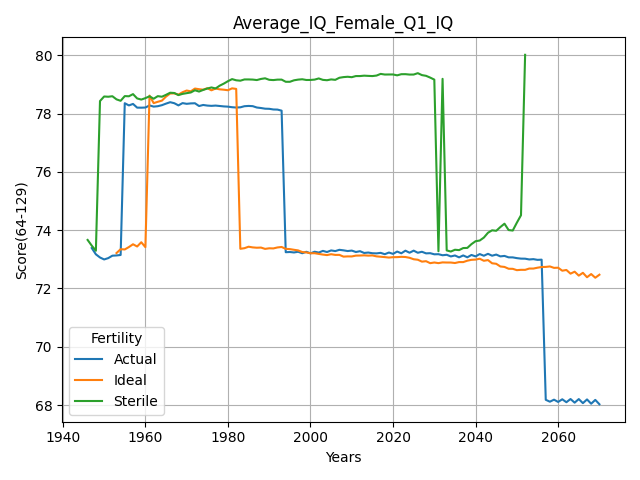 Average_IQ_Female_Q1_IQ
Score(64-129)
80
78
76
74
72
70
68
Fertility
Actual
Ideal
Sterile
1940
1960
1980
2000
2020
2040
2060
Years